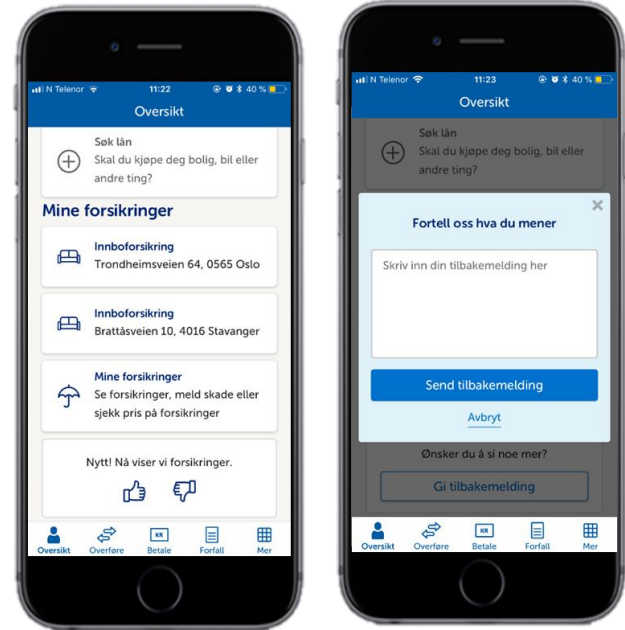 N Telenor 11:22 40 %
Oversikt
Søk lån
Skal du kjøpe deg bolig, bil eller
andre ting?
Mine forsikringer
Innboforsikring
Trondheimsveien 64, 0565 Oslo
Innboforsikring
Brattåsveien 10, 4016 Stavanger
Mine forsikringer
Se forsikringer, meld skade eller
sjekk pris på forsikringer
Nytt! Nå viser vi forsikringer.
Oversikt Overføre KR Betale Forfall Mer
N Telenor 11:23 40 %
Oversikt
Søk lån
Skal du kjøpe deg bolig, bil eller
andre ting?
Fortell oss hva du mener
Skriv inn din tilbakemelding her
Send tilbakemelding
Avbryt
Ønsker du å si noe mer?
Gi tilbakemelding
Oversikt Overføre KR Betale Forfall Mer